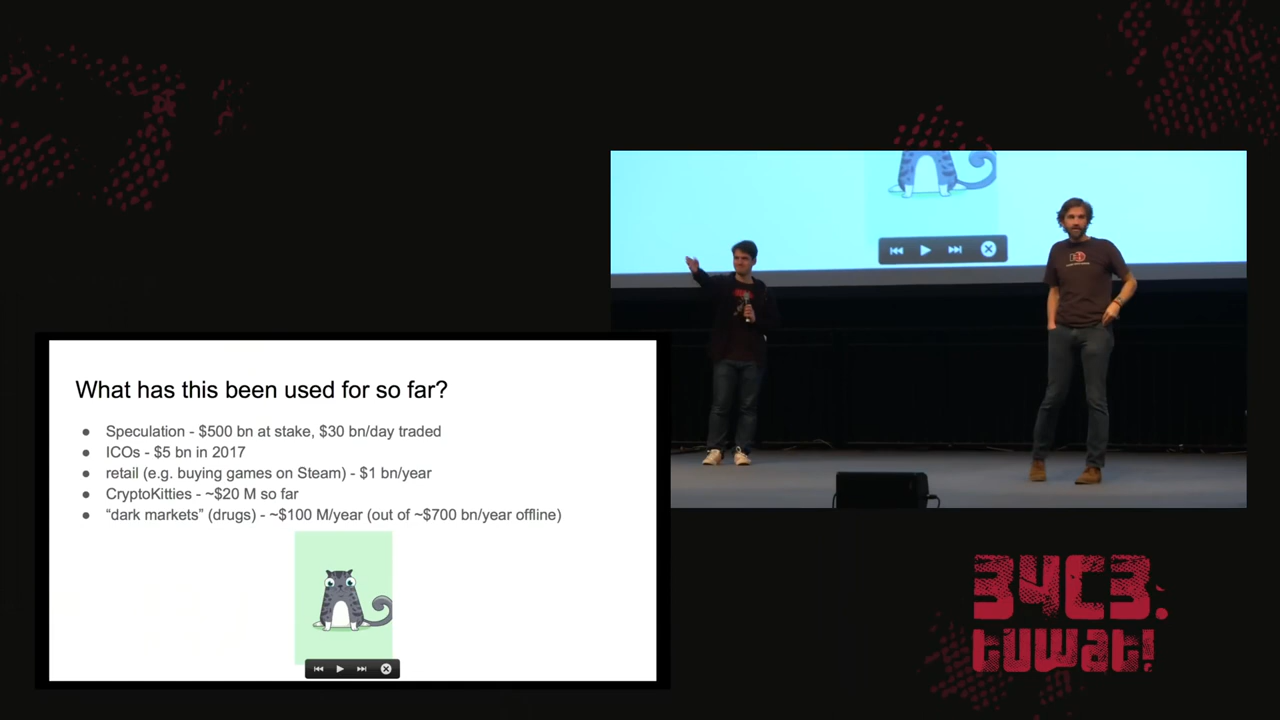 What has this been used for so far?
● Speculation - $500 bn at stake, $30 bn/day traded
● ICOs - $5 bn in 2017
● retail (e.g. buying games on Steam) - $1 bn/year
● CryptoKitties - ~$20 M so far
● “dark markets” (drugs) - ~$100 M/year (out of ~$700 bn/year offline)
34C3.
tuwat!